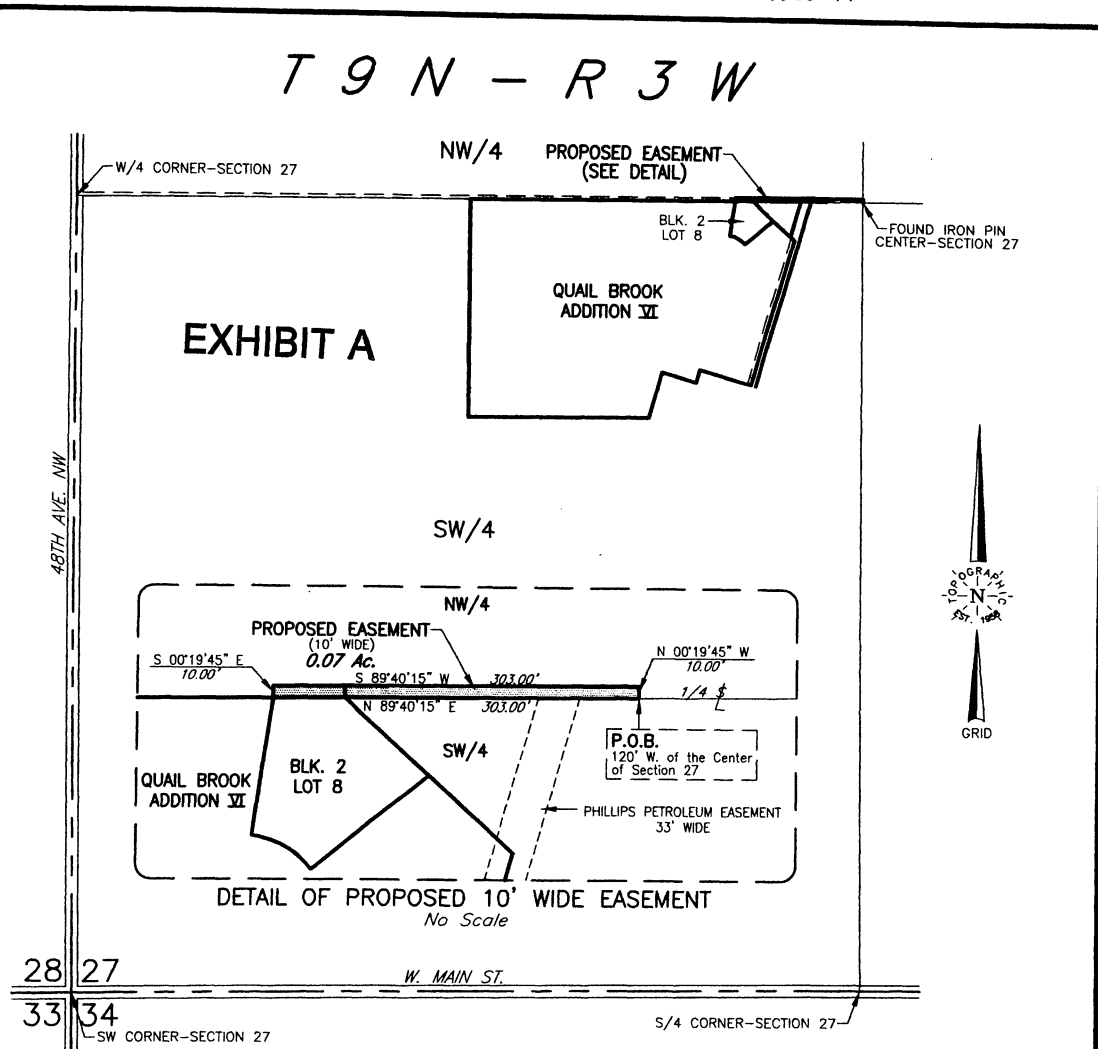 T 9 N - R 3 W
NW/4
PROPOSED EASEMENT
(SEE DETAIL)
W/4 CORNER-SECTION 27
BLK. 2
LOT 8
FOUND IRON PIN
CENTER-SECTION 27
QUAIL BROOK
ADDITION VI
EXHIBIT A
48TH AVE. NW
SW/4
TOPOGRAPHIC
N
EST. 1958
GRID
NW/4
PROPOSED EASEMENT
(10' WIDE)
0.07 Ac.
S 00°19'45" E
10.00'
N 00°19'45" W
10.00'
S 89°40'15" W 303.00'
1/4 ℄
N 89°40'15" E 303.00'
SW/4
P.O.B.
120' W. of the Center
of Section 27
QUAIL BROOK
ADDITION VI
BLK. 2
LOT 8
PHILLIPS PETROLEUM EASEMENT
33' WIDE
DETAIL OF PROPOSED 10' WIDE EASEMENT
No Scale
28 27
W. MAIN ST.
33 34
SW CORNER-SECTION 27
S/4 CORNER-SECTION 27